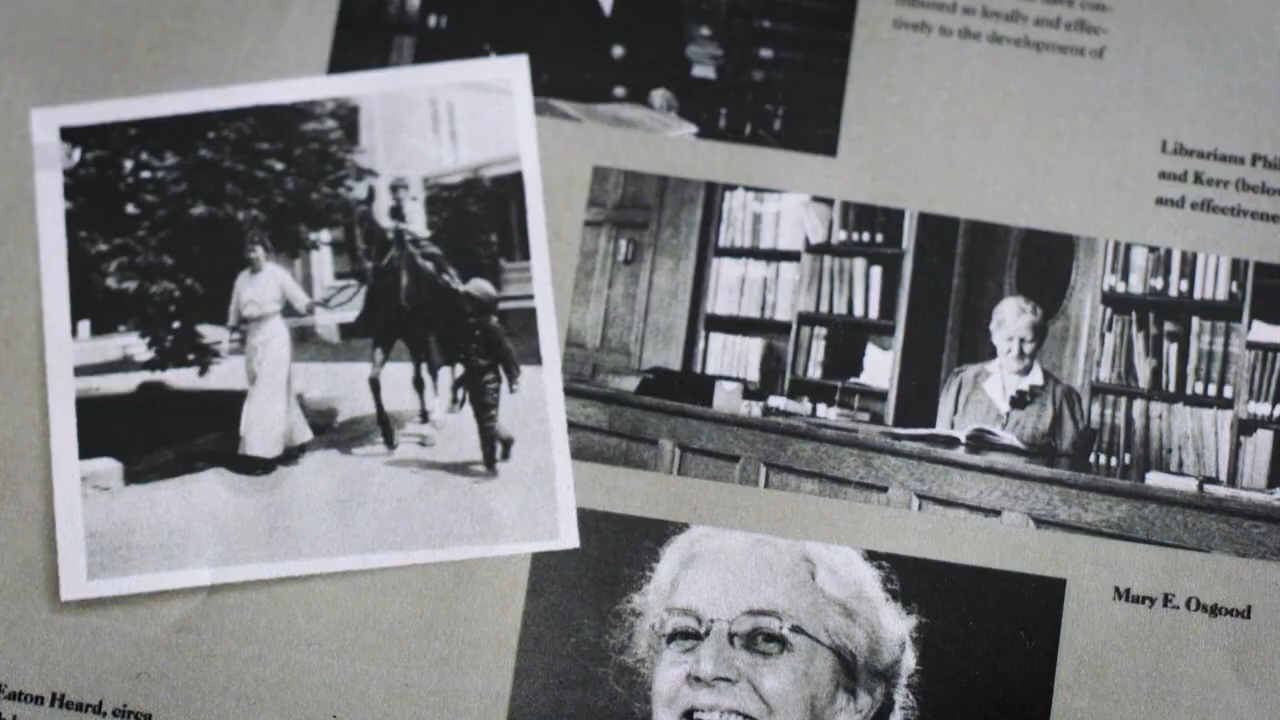 tributed so loyally and effec-
tively to the development of
Librarians Phil
and Kerr (belo
and effectivene
Mary E. Osgood
Eaton Heard, circa